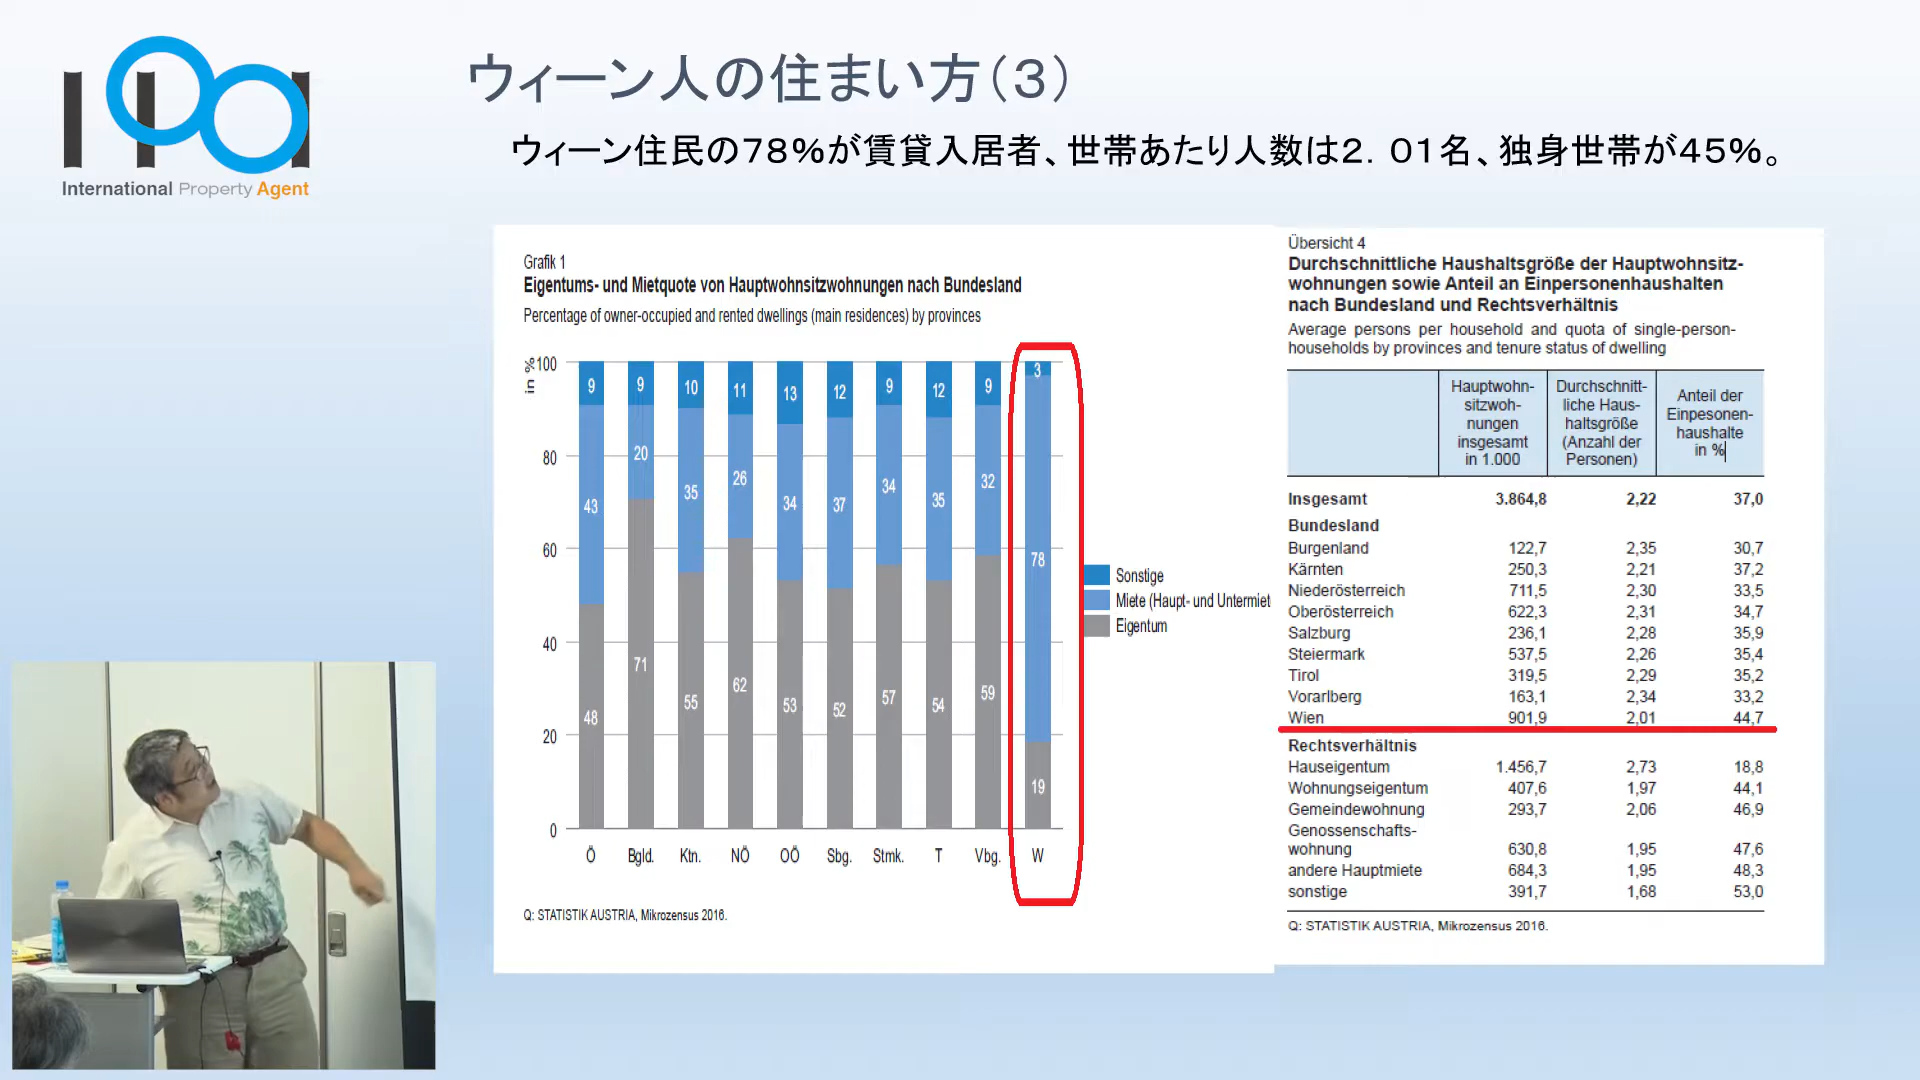 International Property Agent
ウィーン人の住まい方（３）
ウィーン住民の７８％が賃貸入居者、世帯あたり人数は２．０１名、独身世帯が４５％。
Grafik 1
Eigentums- und Mietquote von Hauptwohnsitzwohnungen nach Bundesland
Percentage of owner-occupied and rented dwellings (main residences) by provinces
in %
100
80
60
40
20
0
9 9 10 11 13 12 9 12 9 3
43 20 35 26 34 37 34 35 32 78
48 71 55 62 53 52 57 54 59 19
Ö Bgld. Ktn. NÖ OÖ Sbg. Stmk. T Vbg. W
Sonstige
Miete (Haupt- und Untermiet
Eigentum
Q: STATISTIK AUSTRIA, Mikrozensus 2016.
Übersicht 4
Durchschnittliche Haushaltsgröße der Hauptwohnsitz-
wohnungen sowie Anteil an Einpersonenhaushalten
nach Bundesland und Rechtsverhältnis
Average persons per household and quota of single-person-
households by provinces and tenure status of dwelling
Hauptwohn-
sitzwoh-
nungen
insgesamt
in 1.000
Durchschnitt-
liche Haus-
haltsgröße
(Anzahl der
Personen)
Anteil der
Einpesonen-
haushalte
in %
Insgesamt 3.864,8 2,22 37,0
Bundesland
Burgenland 122,7 2,35 30,7
Kärnten 250,3 2,21 37,2
Niederösterreich 711,5 2,30 33,5
Oberösterreich 622,3 2,31 34,7
Salzburg 236,1 2,28 35,9
Steiermark 537,5 2,26 35,4
Tirol 319,5 2,29 35,2
Vorarlberg 163,1 2,34 33,2
Wien 901,9 2,01 44,7
Rechtsverhältnis
Hauseigentum 1.456,7 2,73 18,8
Wohnungseigentum 407,6 1,97 44,1
Gemeindewohnung 293,7 2,06 46,9
Genossenschafts-
wohnung 630,8 1,95 47,6
andere Hauptmiete 684,3 1,95 48,3
sonstige 391,7 1,68 53,0
Q: STATISTIK AUSTRIA, Mikrozensus 2016.